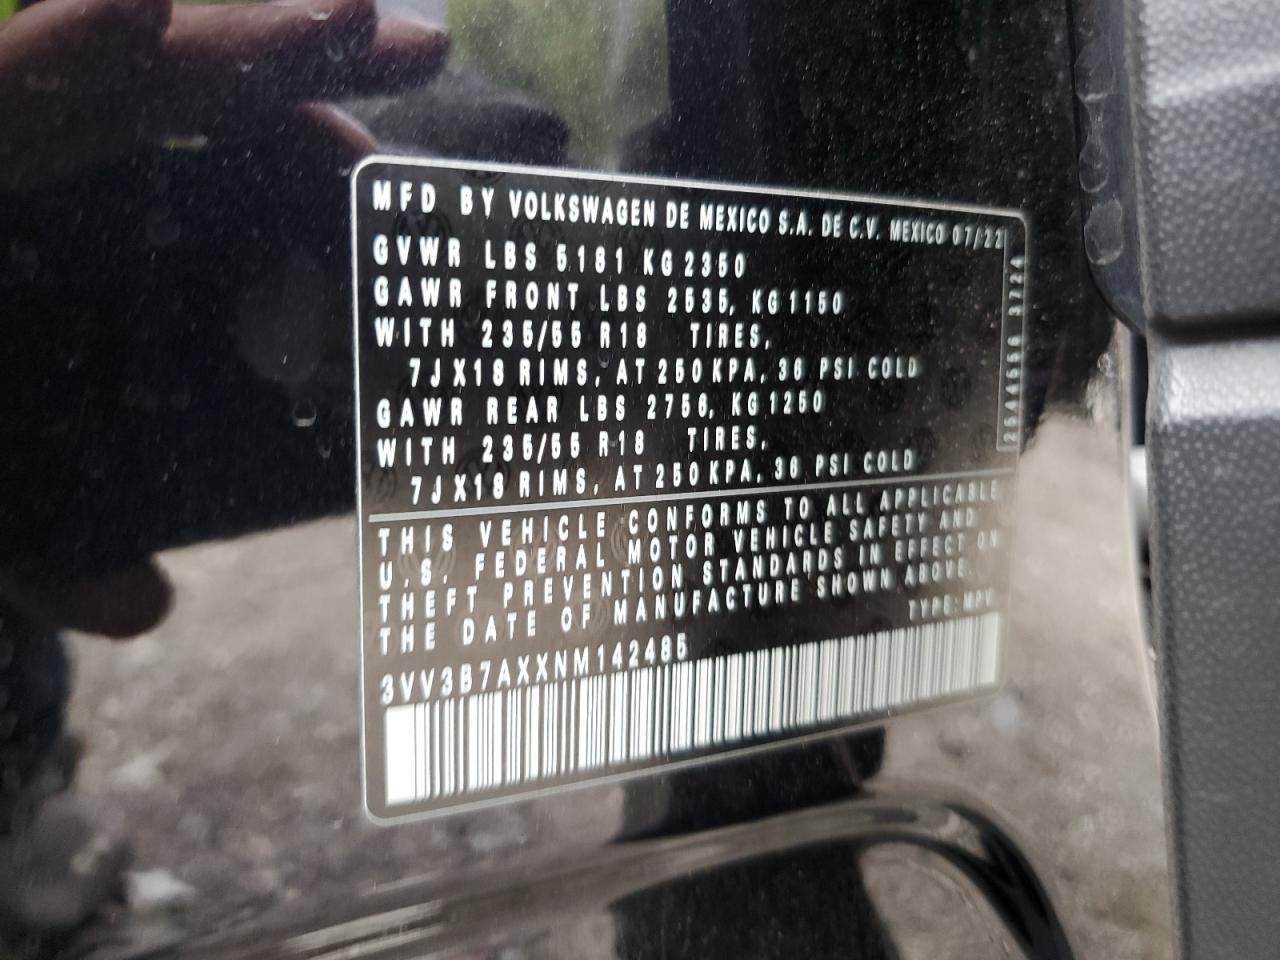 MFD BY VOLKSWAGEN DE MEXICO S.A. DE C.V. MEXICO 07/22
GVWR LBS 5181 KG 2350
GAWR FRONT LBS 2535, KG 1150
WITH 235/55 R18 TIRES,
7J X18 RIMS, AT 250 KPA, 36 PSI COLD
GAWR REAR LBS 2756, KG 1250
WITH 235/55 R18 TIRES,
7J X18 RIMS, AT 250 KPA, 36 PSI COLD
2544556 3724
THIS VEHICLE CONFORMS TO ALL APPLICABLE
U.S. FEDERAL MOTOR VEHICLE SAFETY AND
THEFT PREVENTION STANDARDS IN EFFECT ON
THE DATE OF MANUFACTURE SHOWN ABOVE.
TYPE: MPV
3VV3B7AXXNM142485